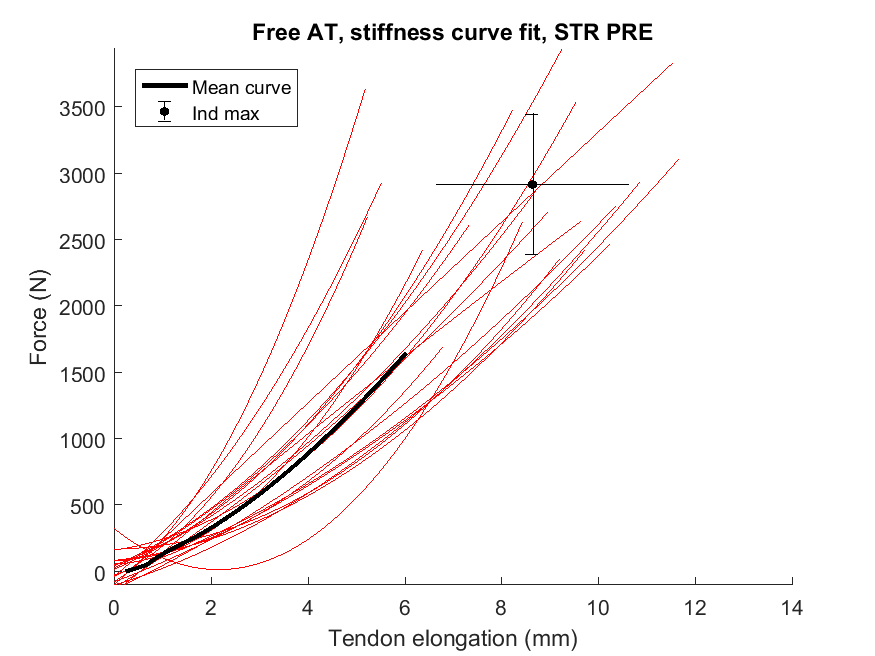 Free AT, stiffness curve fit, STR PRE
Mean curve
Ind max
3500
3000
2500
2000
1500
1000
500
0
Force (N)
0 2 4 6 8 10 12 14
Tendon elongation (mm)